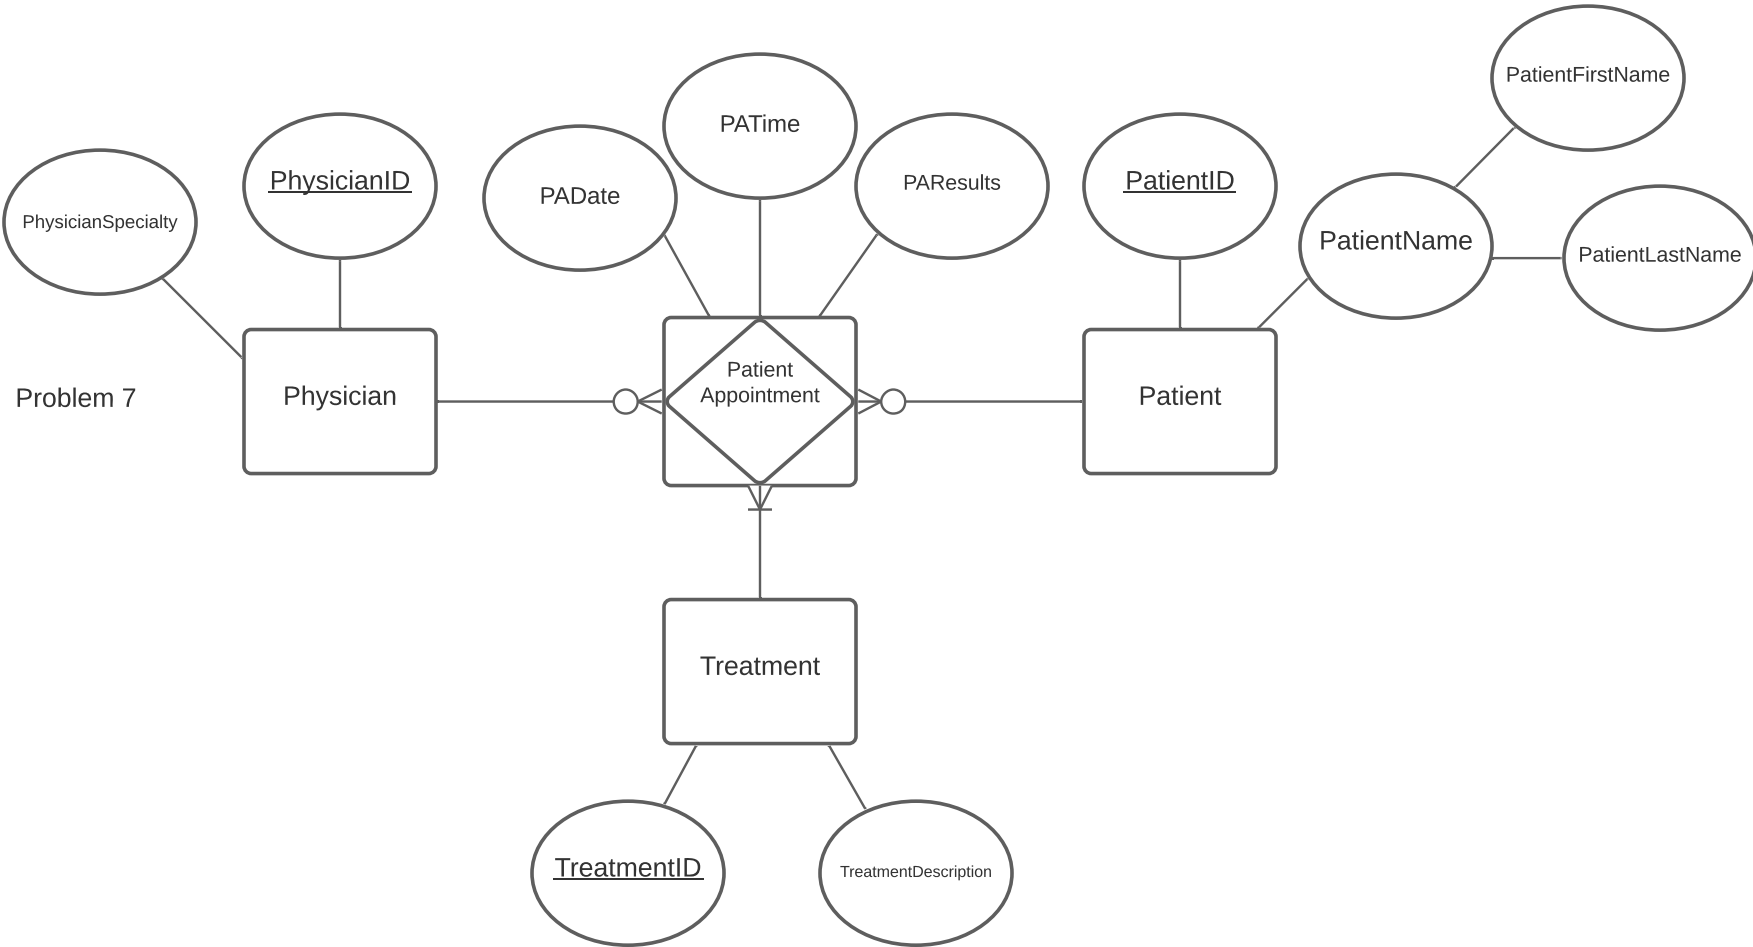 PatientFirstName
PATime
PhysicianID
PADate
PAResults
PatientID
PhysicianSpecialty
PatientName
PatientLastName
Problem 7
Physician
Patient
Appointment
Patient
Treatment
TreatmentID
TreatmentDescription